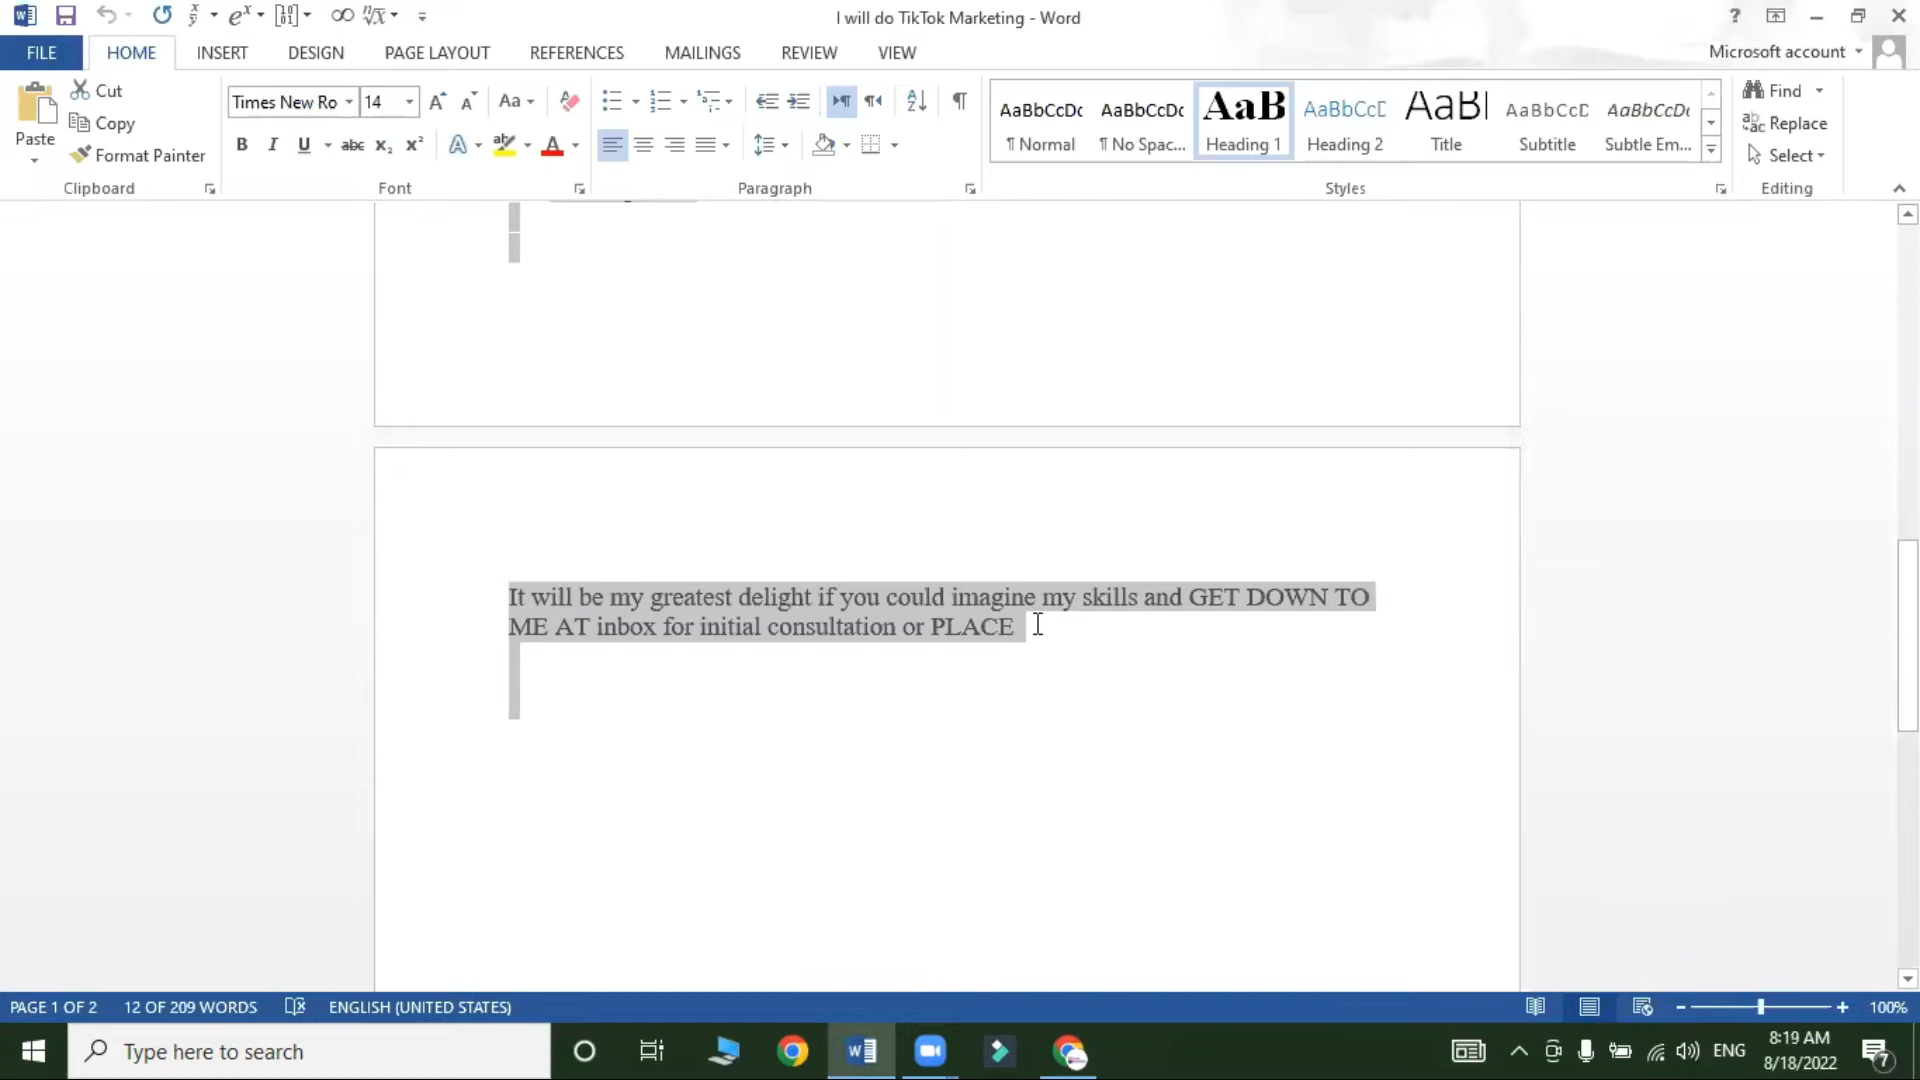 I will do TikTok Marketing - Word
FILE HOME INSERT DESIGN PAGE LAYOUT REFERENCES MAILINGS REVIEW VIEW Microsoft account
Paste
Cut
Copy
Format Painter
Clipboard
Times New Ro 14
Font
Paragraph
AaBbCcDc AaBbCcDc AaB AaBbCcD AaB AaBbCcD AaBbCcDc
¶ Normal ¶ No Spac... Heading 1 Heading 2 Title Subtitle Subtle Em...
Styles
Find
Replace
Select
Editing
It will be my greatest delight if you could imagine my skills and GET DOWN TO
ME AT inbox for initial consultation or PLACE
PAGE 1 OF 2 12 OF 209 WORDS ENGLISH (UNITED STATES) 100%
Type here to search
ENG
8:19 AM
8/18/2022
7